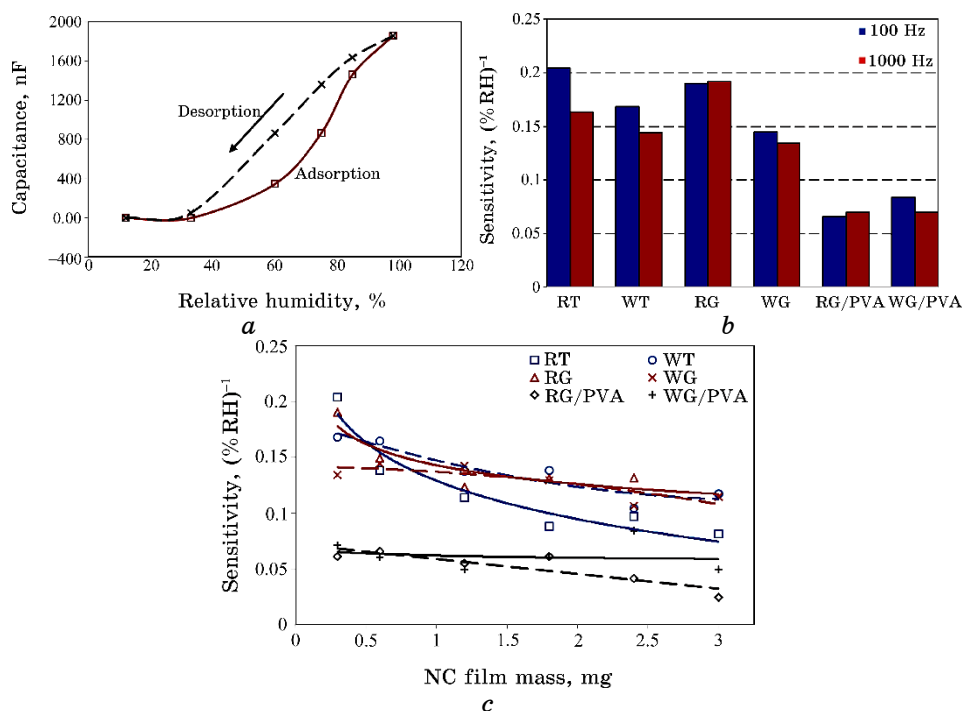 2000
1600
1200
800
400
0.00
−400
Capacitance, nF
Desorption
Adsorption
0 20 40 60 80 100 120
Relative humidity, %
a
0.25
0.2
0.15
0.1
0.05
0
Sensitivity, (% RH)⁻¹
100 Hz
1000 Hz
RT WT RG WG RG/PVA WG/PVA
b
0.25
0.2
0.15
0.1
0.05
0
Sensitivity, (% RH)⁻¹
RT WT
RG WG
RG/PVA WG/PVA
0 0.5 1 1.5 2 2.5 3
NC film mass, mg
c